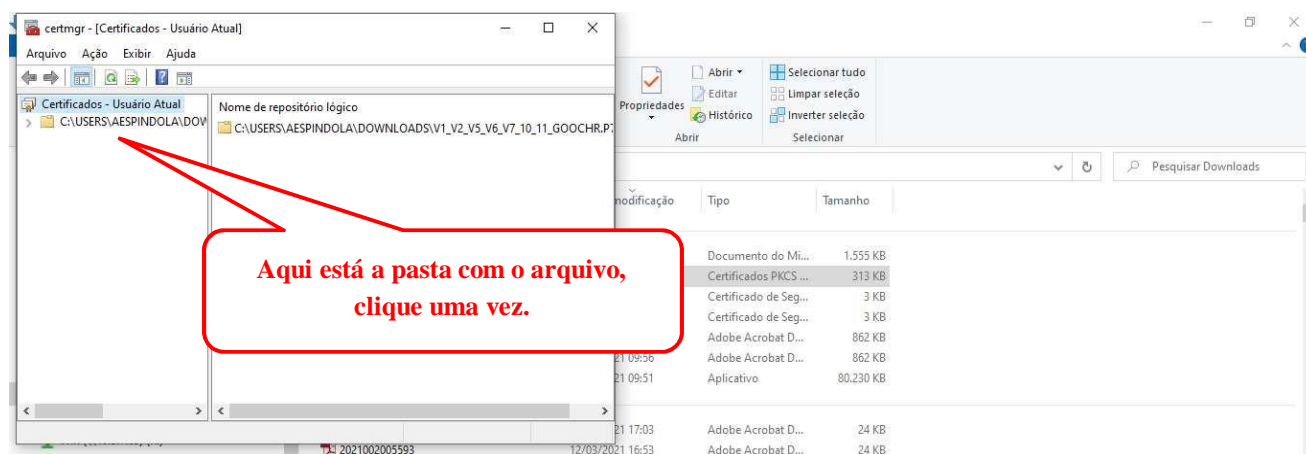 certmgr - [Certificados - Usuário Atual]
Arquivo Ação Exibir Ajuda
Certificados - Usuário Atual
C:\USERS\AESPINDOLA\DOW
Nome de repositório lógico
C:\USERS\AESPINDOLA\DOWNLOADS\V1_V2_V5_V6_V7_10_11_GOOCHR.P7
Aqui está a pasta com o arquivo,
clique uma vez.
Propriedades
Abrir
Editar
Histórico
Abrir
Selecionar tudo
Limpar seleção
Inverter seleção
Selecionar
Pesquisar Downloads
modificação Tipo Tamanho
Documento do Mi... 1.555 KB
Certificados PKCS ... 313 KB
Certificado de Seg... 3 KB
Certificado de Seg... 3 KB
Adobe Acrobat D... 862 KB
21 09:56 Adobe Acrobat D... 862 KB
21 09:51 Aplicativo 80.230 KB
21 17:03 Adobe Acrobat D... 24 KB
2021002005593 12/03/2021 16:53 Adobe Acrobat D... 24 KB